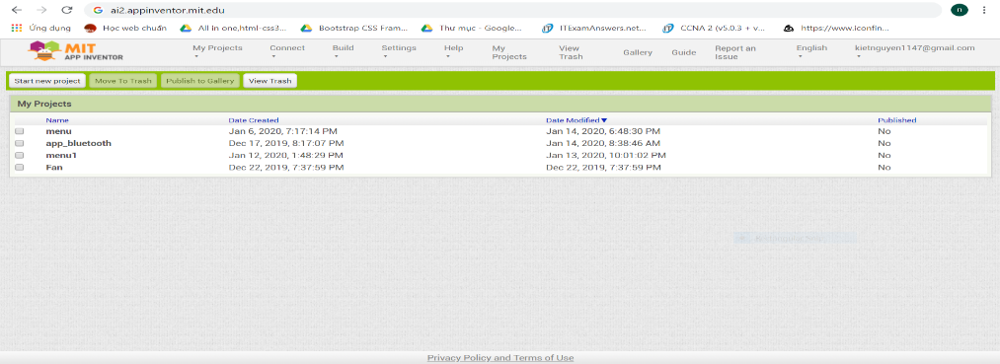 ai2.appinventor.mit.edu
n
Ứng dụng Học web chuẩn All In one,html-css3... Bootstrap CSS Fram... Thư mục - Google... ITExamAnswers.net... CCNA 2 (v5.0.3 + v... https://www.iconfin...
MIT APP INVENTOR
My Projects Connect Build Settings Help My Projects View Trash Gallery Guide Report an Issue English kietnguyen1147@gmail.com
Start new project Move To Trash Publish to Gallery View Trash
My Projects
Name Date Created Date Modified Published
menu Jan 6, 2020, 7:17:14 PM Jan 14, 2020, 6:48:30 PM No
app_bluetooth Dec 17, 2019, 8:17:07 PM Jan 14, 2020, 8:38:46 AM No
menu1 Jan 12, 2020, 1:48:29 PM Jan 13, 2020, 10:01:02 PM No
Fan Dec 22, 2019, 7:37:59 PM Dec 22, 2019, 7:37:59 PM No
Privacy Policy and Terms of Use